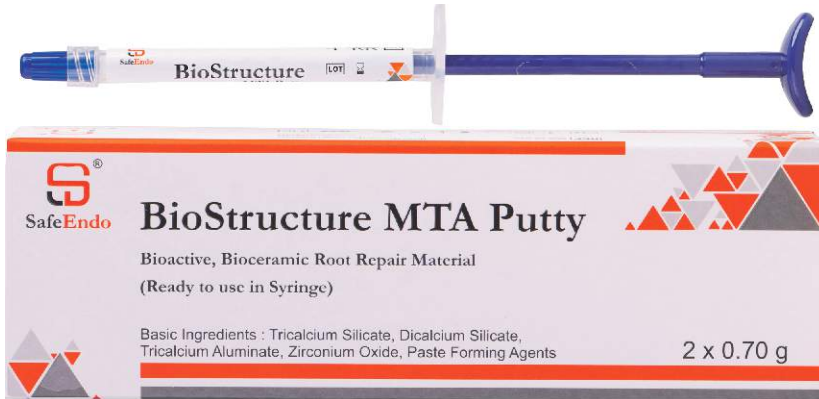 SafeEndo
BioStructure
LOT
SafeEndo®
BioStructure MTA Putty
Bioactive, Bioceramic Root Repair Material
(Ready to use in Syringe)
Basic Ingredients : Tricalcium Silicate, Dicalcium Silicate,
Tricalcium Aluminate, Zirconium Oxide, Paste Forming Agents
2 x 0.70 g